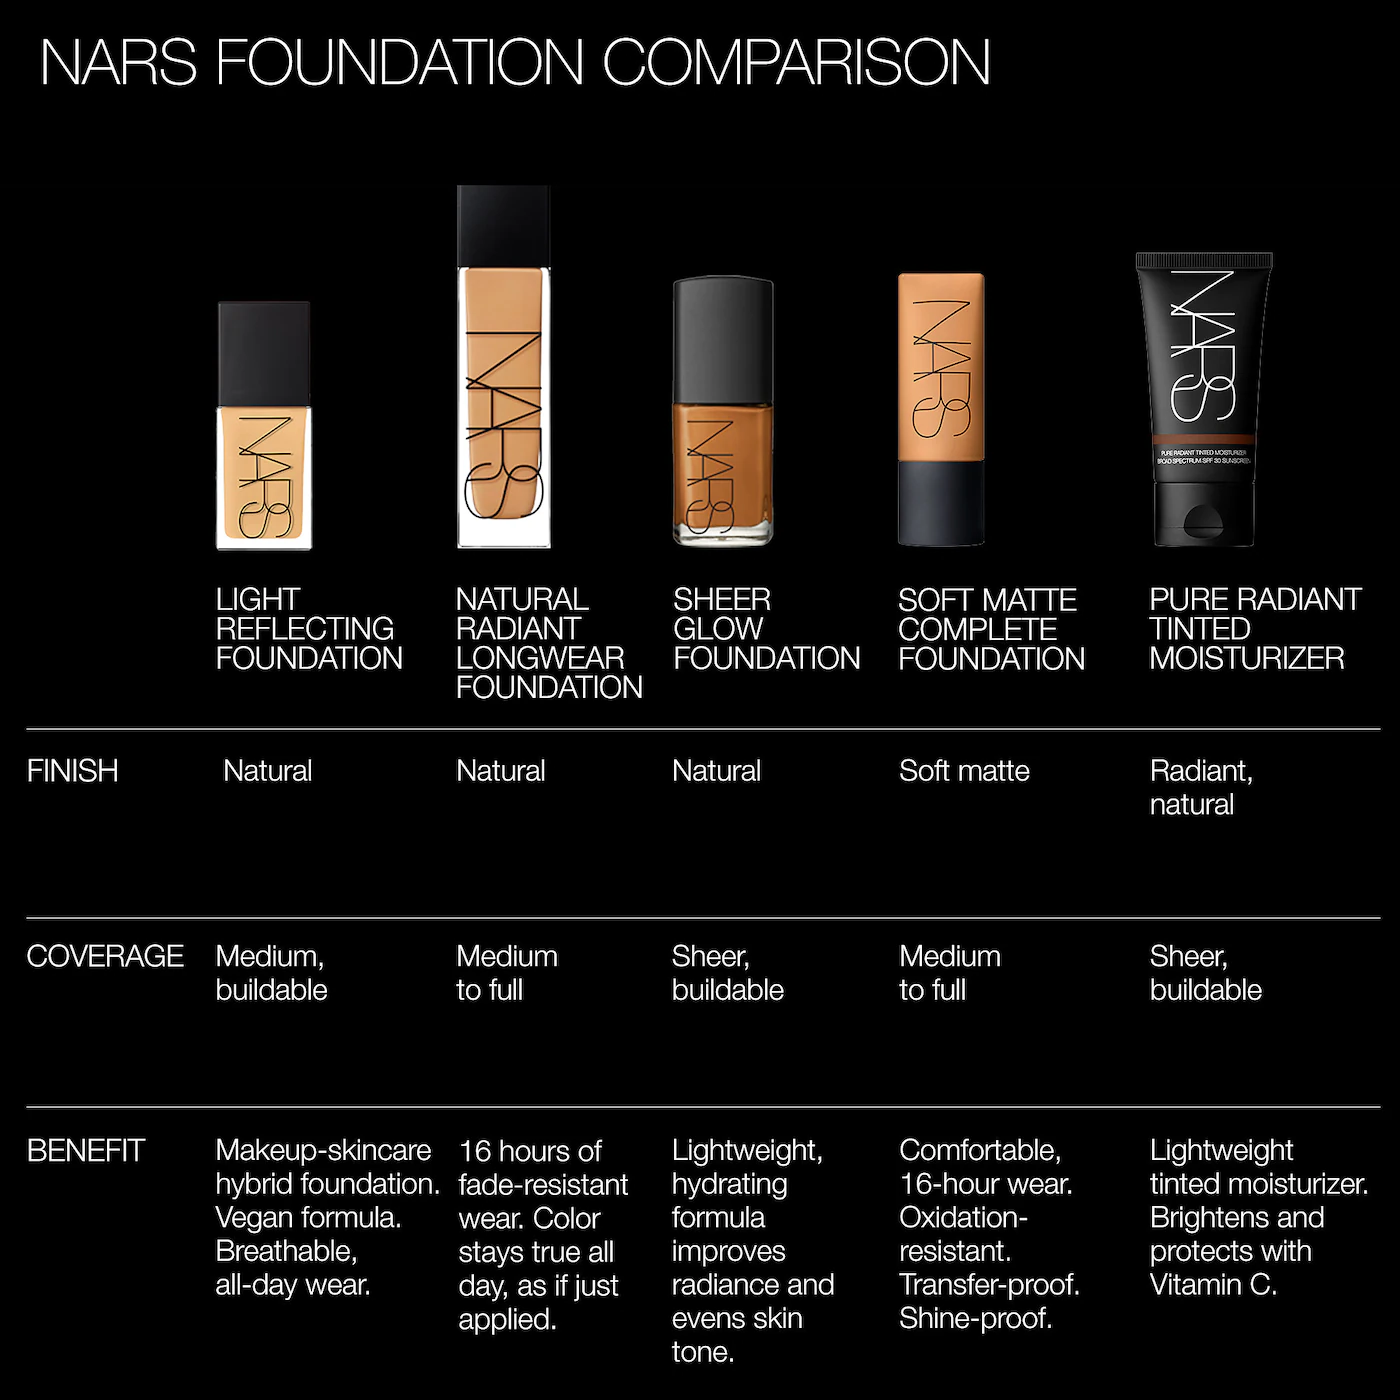 NARS FOUNDATION COMPARISON
NARS
NARS
NARS
NARS
NARS
PURE RADIANT TINTED MOISTURIZER
BROAD SPECTRUM SPF 30 SUNSCREEN
LIGHT
REFLECTING
FOUNDATION
NATURAL
RADIANT
LONGWEAR
FOUNDATION
SHEER
GLOW
FOUNDATION
SOFT MATTE
COMPLETE
FOUNDATION
PURE RADIANT
TINTED
MOISTURIZER
FINISH
Natural
Natural
Natural
Soft matte
Radiant,
natural
COVERAGE
Medium,
buildable
Medium
to full
Sheer,
buildable
Medium
to full
Sheer,
buildable
BENEFIT
Makeup-skincare
hybrid foundation.
Vegan formula.
Breathable,
all-day wear.
16 hours of
fade-resistant
wear. Color
stays true all
day, as if just
applied.
Lightweight,
hydrating
formula
improves
radiance and
evens skin
tone.
Comfortable,
16-hour wear.
Oxidation-
resistant.
Transfer-proof.
Shine-proof.
Lightweight
tinted moisturizer.
Brightens and
protects with
Vitamin C.